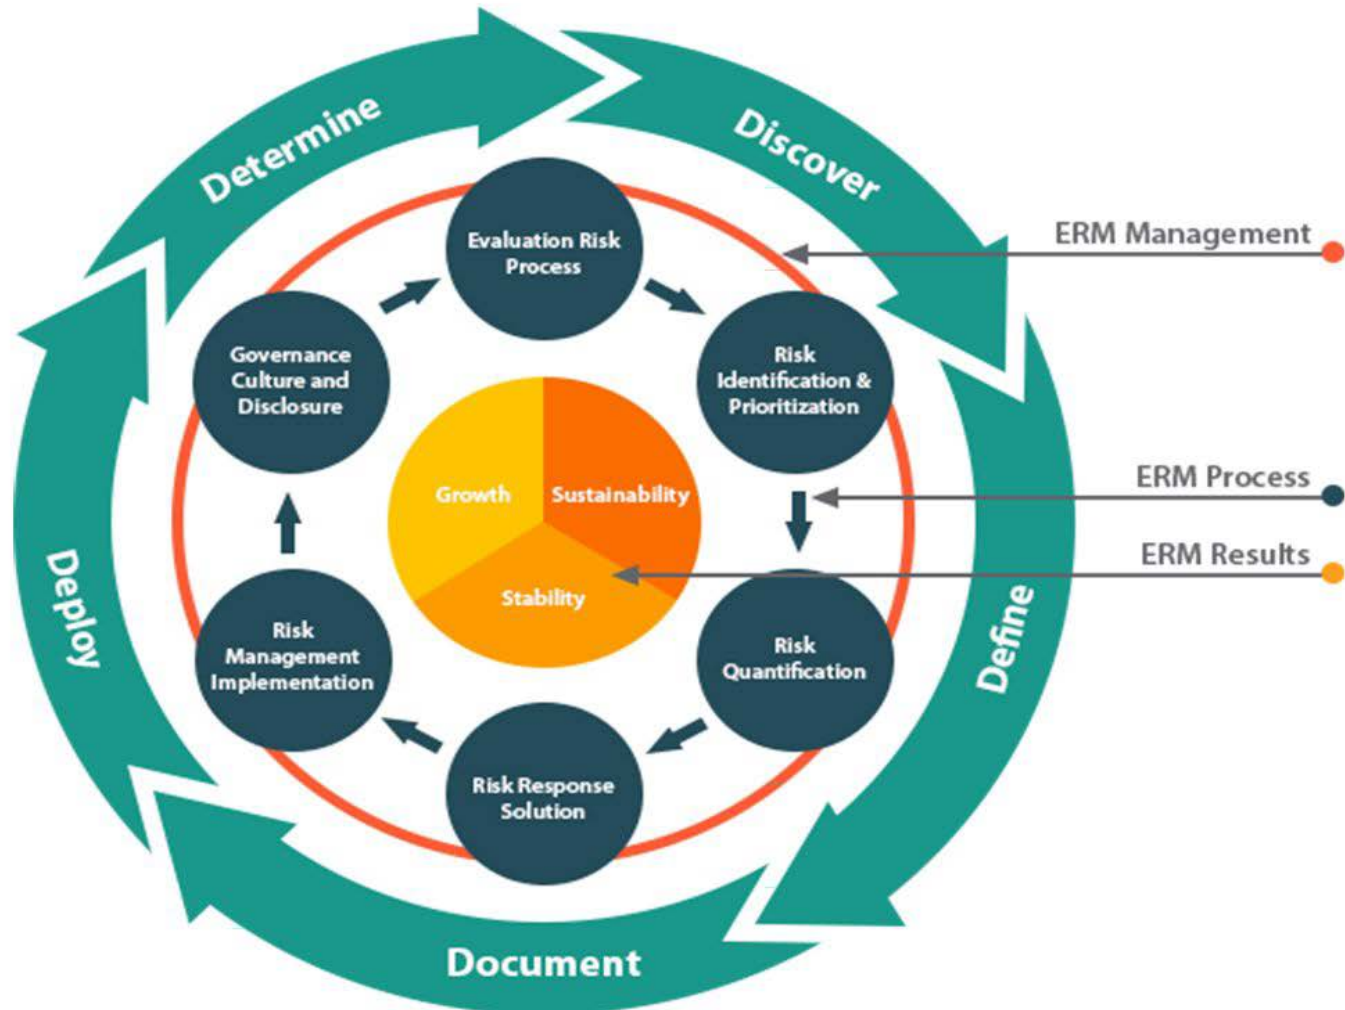 Determine
Discover
ERM Management
Evaluation Risk
Process
Governance
Culture and
Disclosure
Risk
Identification &
Prioritization
ERM Process
Growth
Sustainability
ERM Results
Stability
Deploy
Define
Risk
Management
Implementation
Risk
Quantification
Risk Response
Solution
Document